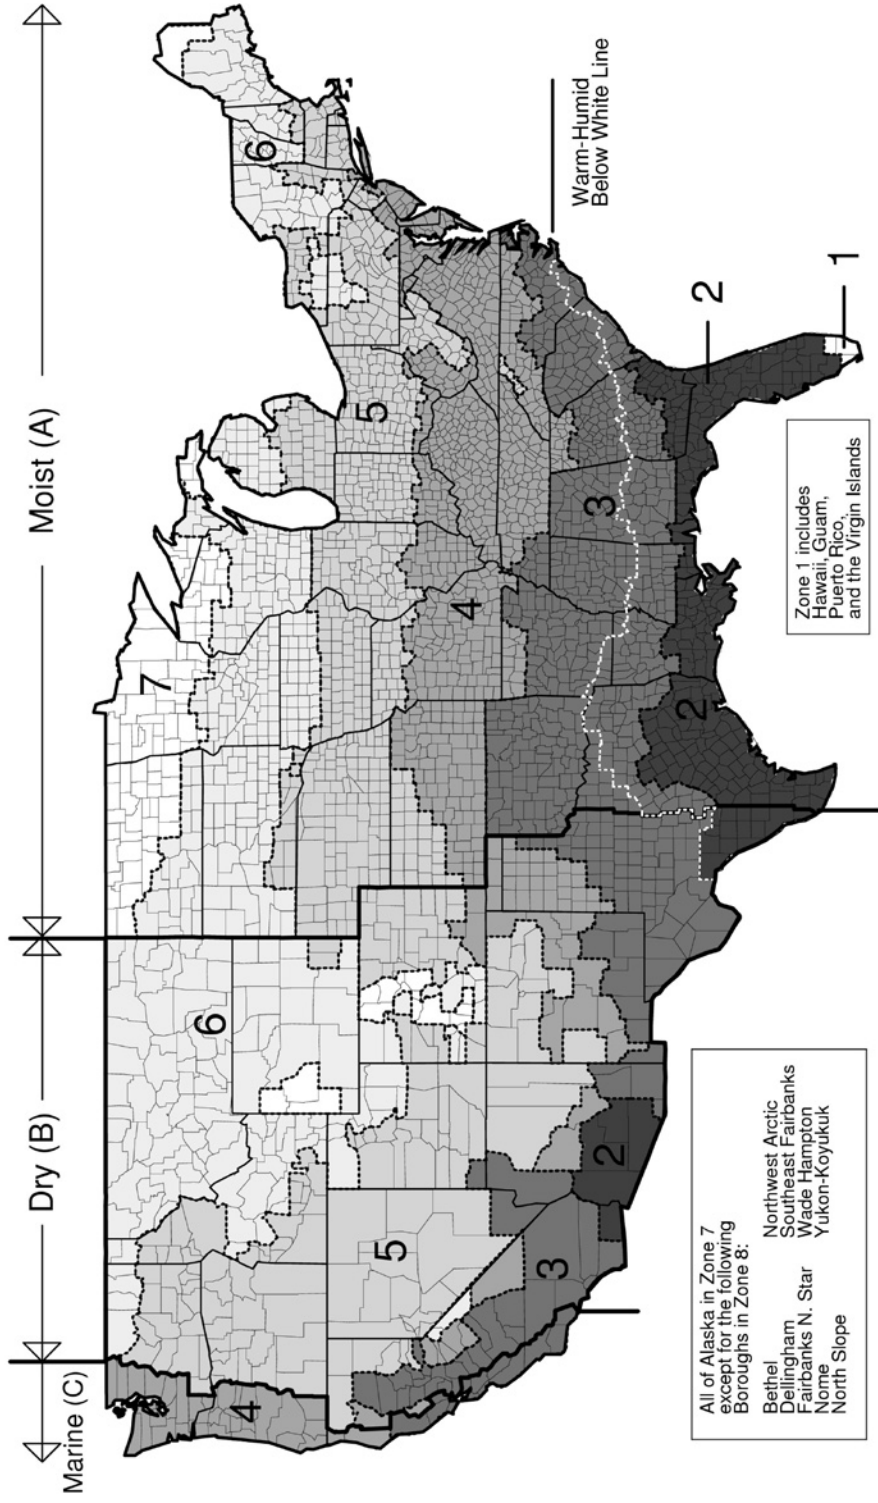 Marine (C)
Dry (B)
Moist (A)
7
6
6
5
5
4
4
3
3
2
2
2
1
Warm-Humid
Below White Line
All of Alaska in Zone 7
except for the following
Boroughs in Zone 8:
Bethel
Dellingham
Fairbanks N. Star
Nome
North Slope
Northwest Arctic
Southeast Fairbanks
Wade Hampton
Yukon-Koyukuk
Zone 1 includes
Hawaii, Guam,
Puerto Rico,
and the Virgin Islands